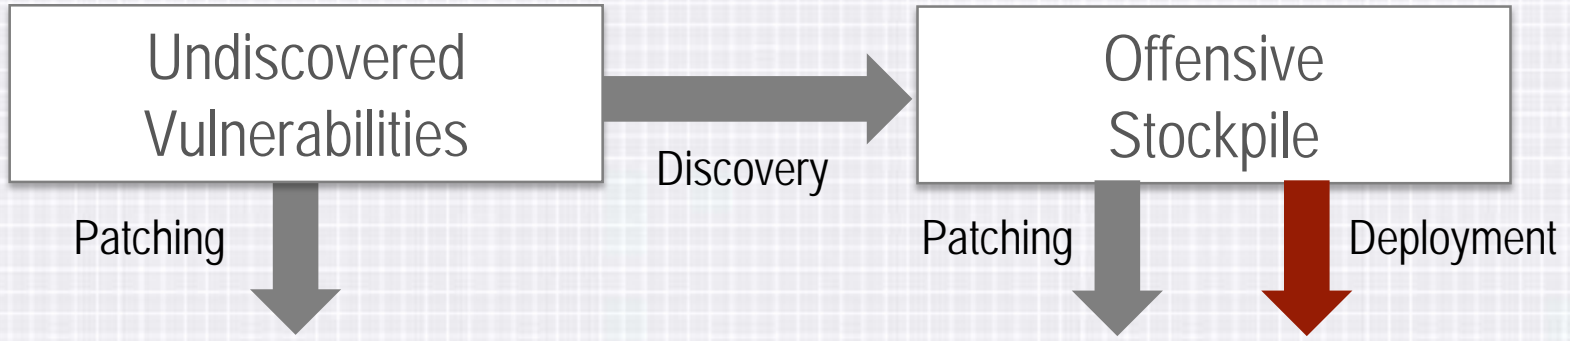 Undiscovered
Vulnerabilities
Offensive
Stockpile
Discovery
Patching
Patching
Deployment